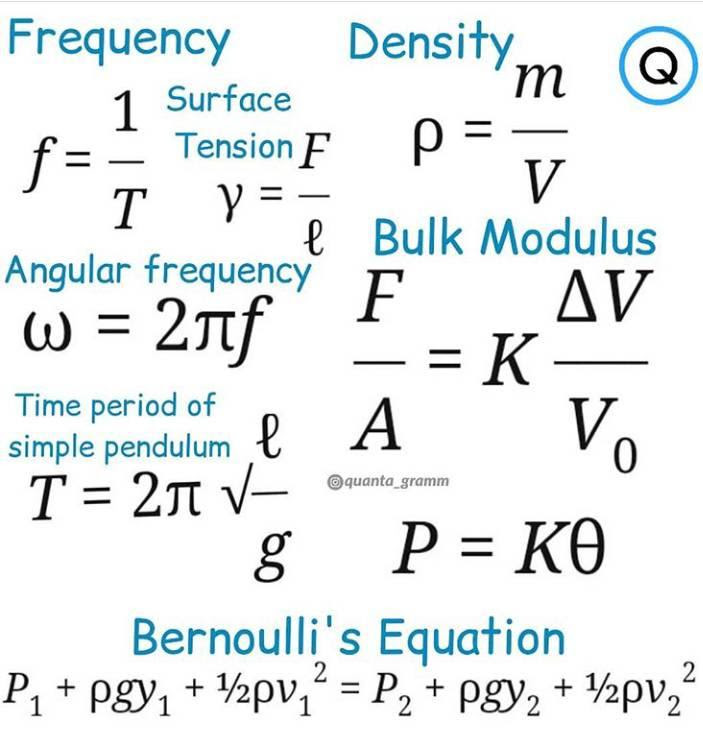 Frequency
f = 1/T
Surface
Tension
γ = F/ℓ
Angular frequency
ω = 2πf
Time period of
simple pendulum
T = 2π √ℓ/g
Density
ρ = m/V
Q
Bulk Modulus
F/A = K ΔV/V₀
@quanta_gramm
P = Kθ
Bernoulli's Equation
P₁ + ρgy₁ + ½ρv₁² = P₂ + ρgy₂ + ½ρv₂²